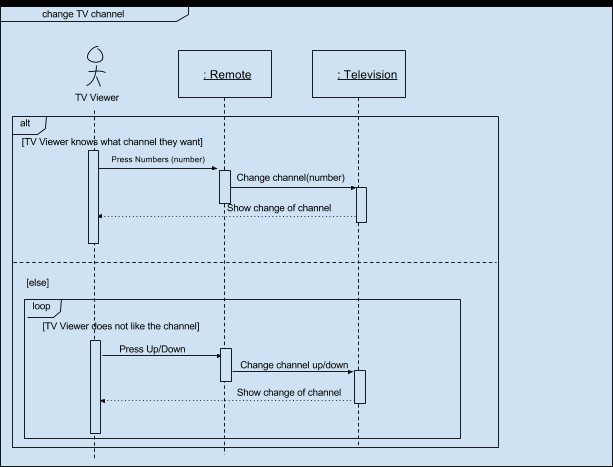 change TV channel
TV Viewer
: Remote
: Television
alt
[TV Viewer knows what channel they want]
Press Numbers (number)
Change channel(number)
Show change of channel
[else]
loop
[TV Viewer does not like the channel]
Press Up/Down
Change channel up/down
Show change of channel